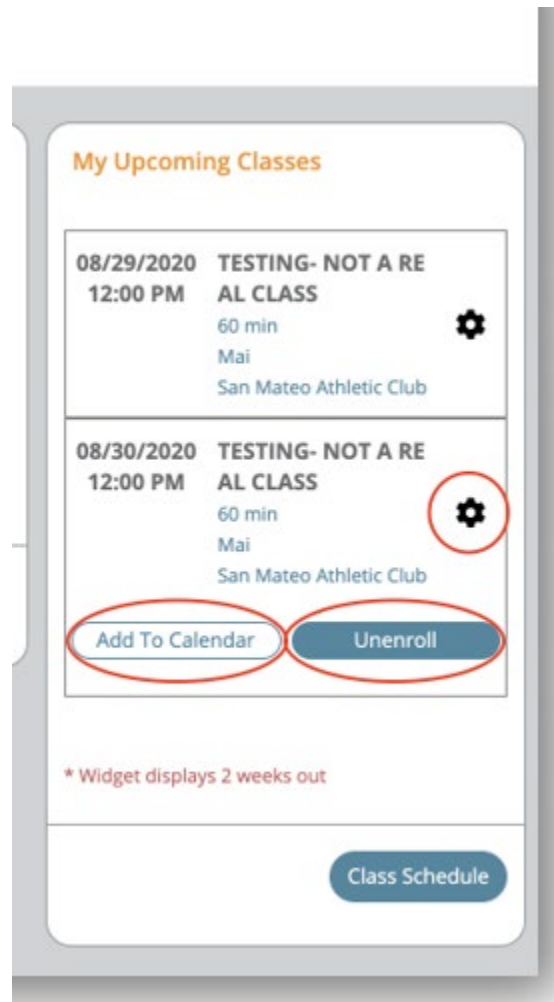 My Upcoming Classes
08/29/2020 TESTING- NOT A RE
12:00 PM AL CLASS
60 min
Mai
San Mateo Athletic Club
08/30/2020 TESTING- NOT A RE
12:00 PM AL CLASS
60 min
Mai
San Mateo Athletic Club
Add To Calendar Unenroll
* Widget displays 2 weeks out
Class Schedule